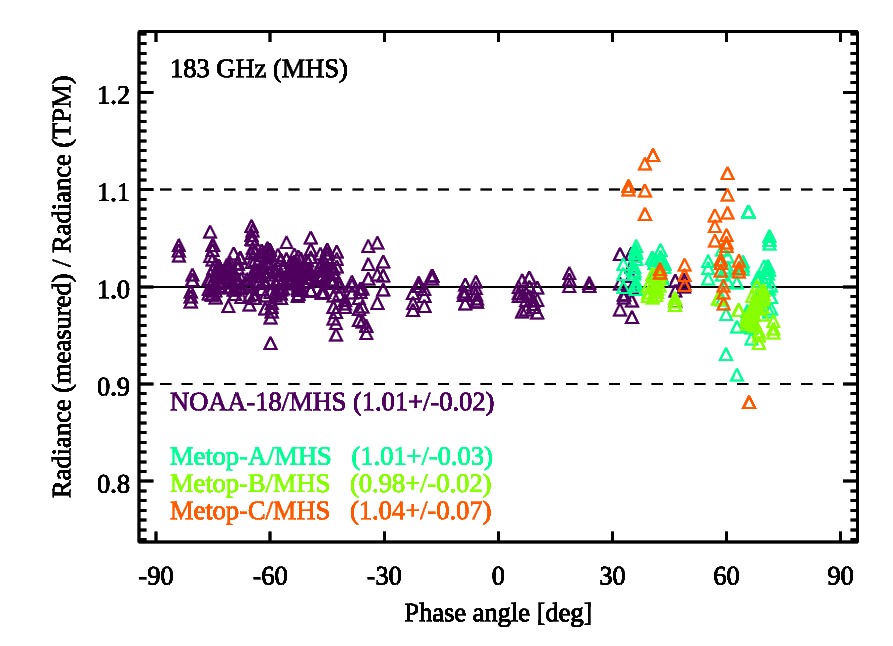 183 GHz (MHS)
Radiance (measured) / Radiance (TPM)
1.2
1.1
1.0
0.9
0.8
NOAA-18/MHS (1.01+/-0.02)
Metop-A/MHS (1.01+/-0.03)
Metop-B/MHS (0.98+/-0.02)
Metop-C/MHS (1.04+/-0.07)
-90 -60 -30 0 30 60 90
Phase angle [deg]